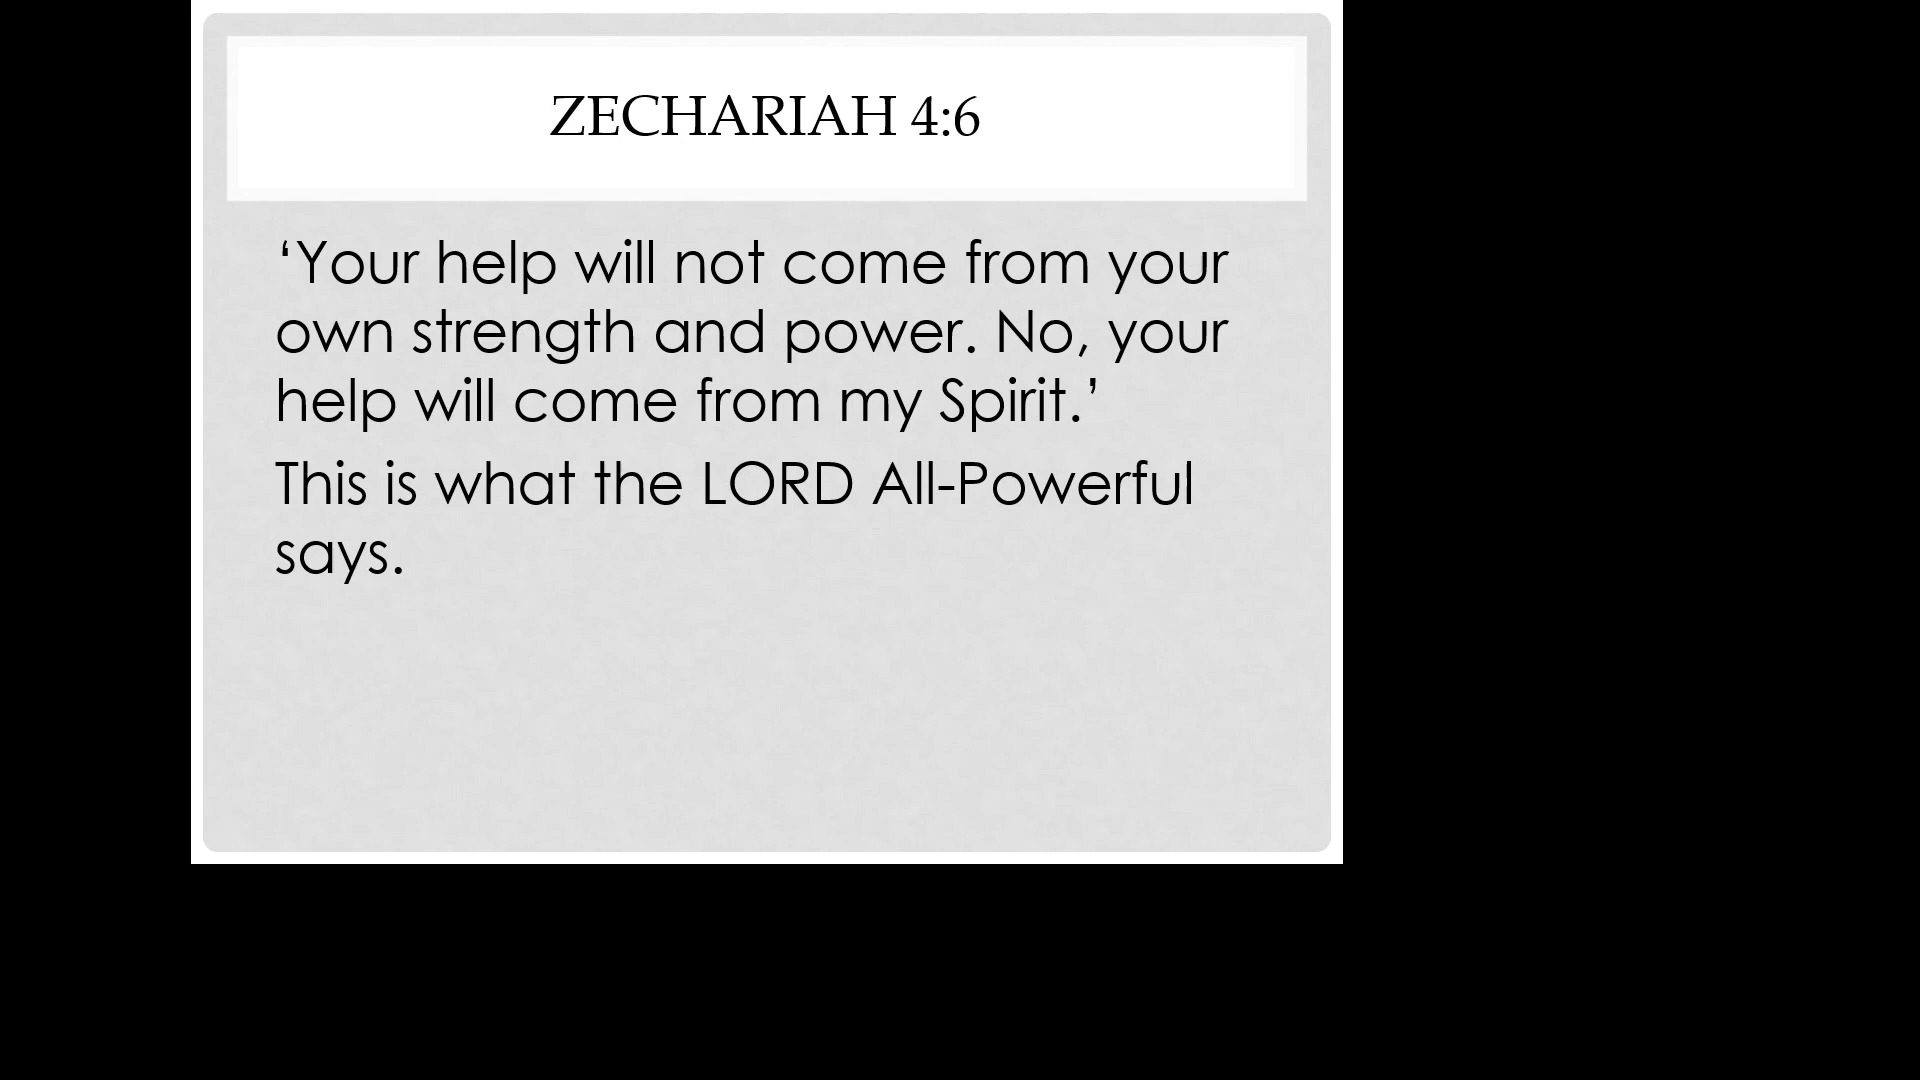 ZECHARIAH 4:6
‘Your help will not come from your
own strength and power. No, your
help will come from my Spirit.’
This is what the LORD All-Powerful
says.